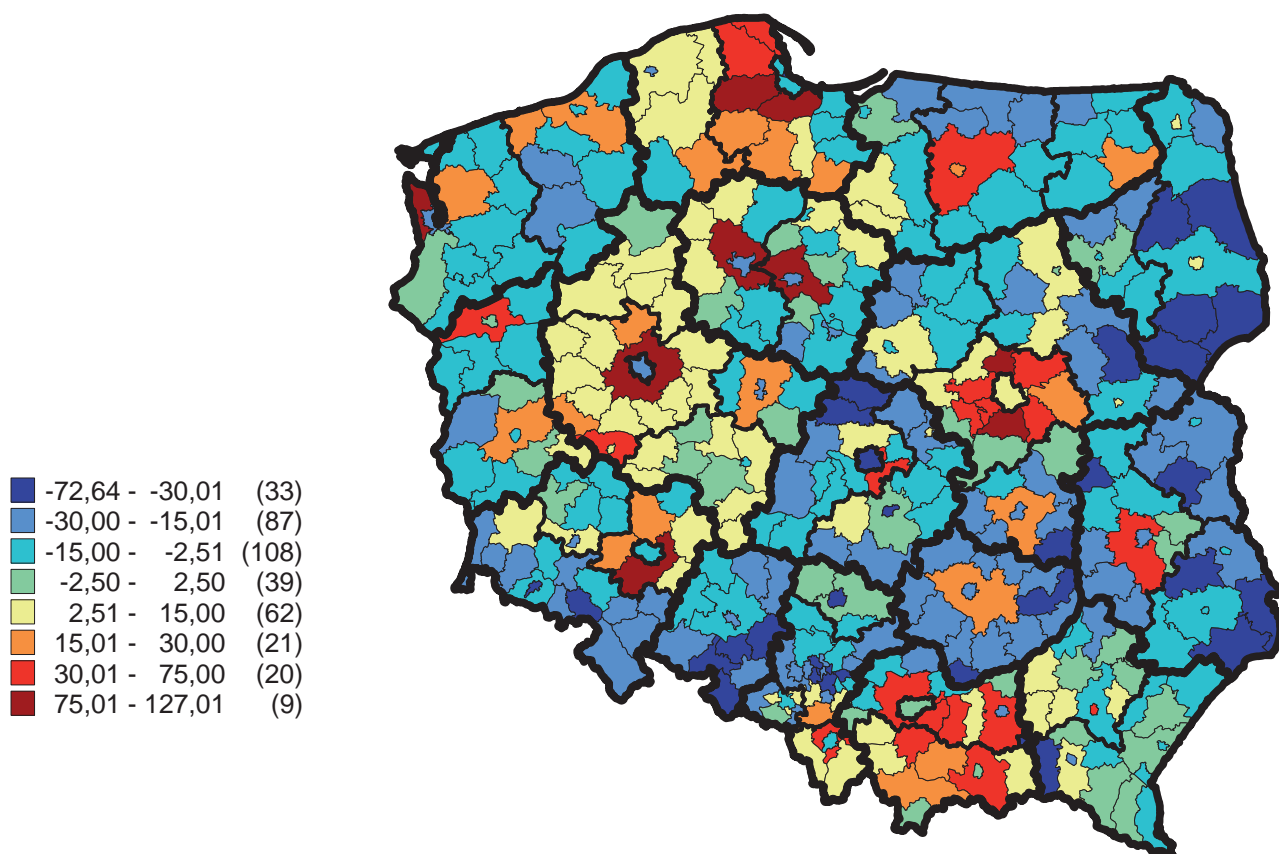 -72,64 - -30,01 (33)
-30,00 - -15,01 (87)
-15,00 - -2,51 (108)
-2,50 - 2,50 (39)
2,51 - 15,00 (62)
15,01 - 30,00 (21)
30,01 - 75,00 (20)
75,01 - 127,01 (9)